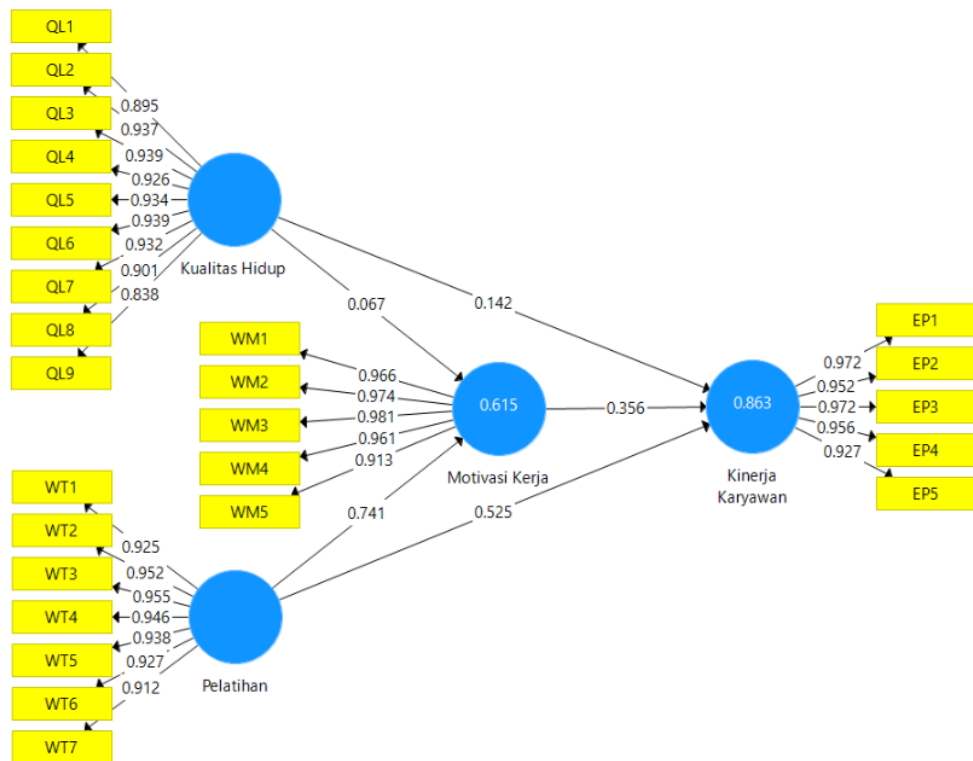 QL1
QL2
QL3
QL4
QL5
QL6
QL7
QL8
QL9
0.895
0.937
0.939
0.926
0.934
0.939
0.932
0.901
0.838
Kualitas Hidup
0.067
0.142
WM1
WM2
WM3
WM4
WM5
0.966
0.974
0.981
0.961
0.913
0.615
Motivasi Kerja
0.356
0.863
Kinerja
Karyawan
0.972
0.952
0.972
0.956
0.927
EP1
EP2
EP3
EP4
EP5
0.741
0.525
WT1
WT2
WT3
WT4
WT5
WT6
WT7
0.925
0.952
0.955
0.946
0.938
0.927
0.912
Pelatihan